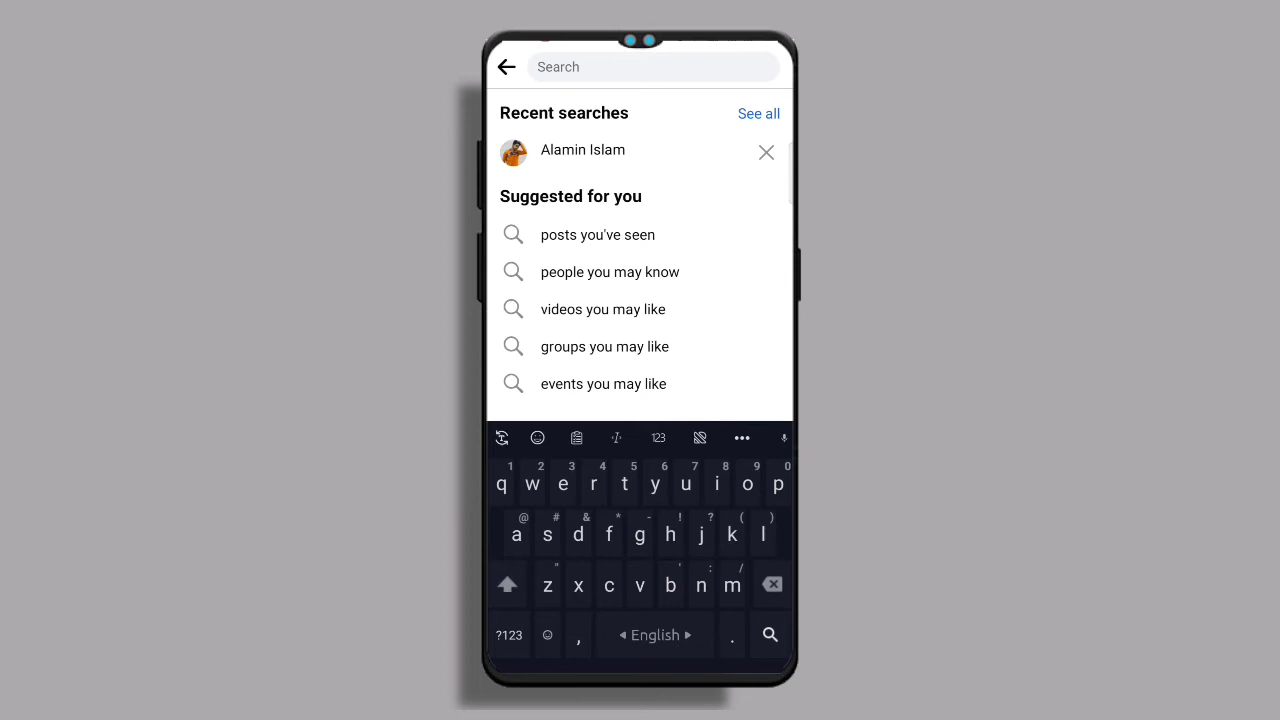 Search
Recent searches See all
Alamin Islam
Suggested for you
posts you've seen
people you may know
videos you may like
groups you may like
events you may like
123
1 2 3 4 5 6 7 8 9 0
q w e r t y u i o p
@ # & * - ! ? ( )
a s d f g h j k l
" ' : /
z x c v b n m
?123 , English .